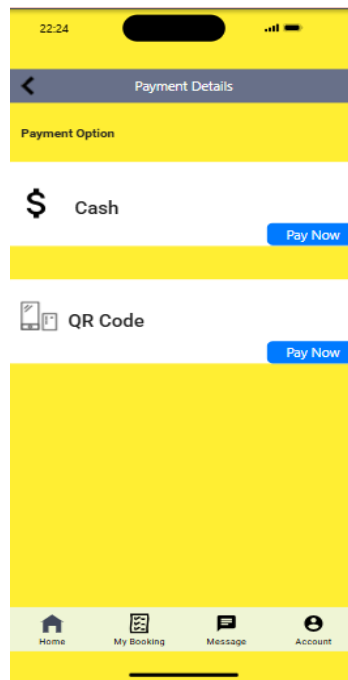 22:24
Payment Details
Payment Option
$ Cash
Pay Now
QR Code
Pay Now
Home My Booking Message Account